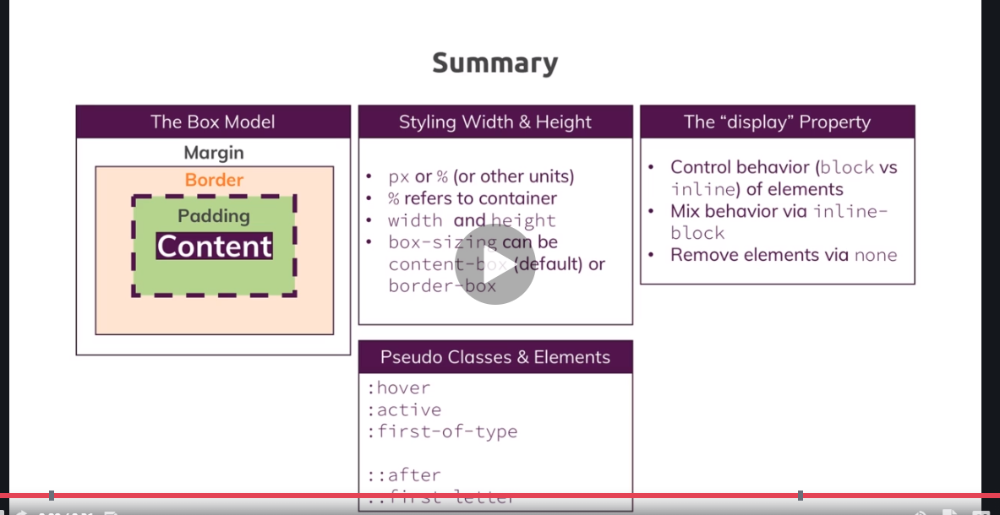 Summary
The Box Model
Margin
Border
Padding
Content
Styling Width & Height
• px or % (or other units)
• % refers to container
• width and height
• box-sizing can be
content-box (default) or
border-box
The “display” Property
• Control behavior (block vs
inline) of elements
• Mix behavior via inline-
block
• Remove elements via none
Pseudo Classes & Elements
:hover
:active
:first-of-type
::after
::first-letter